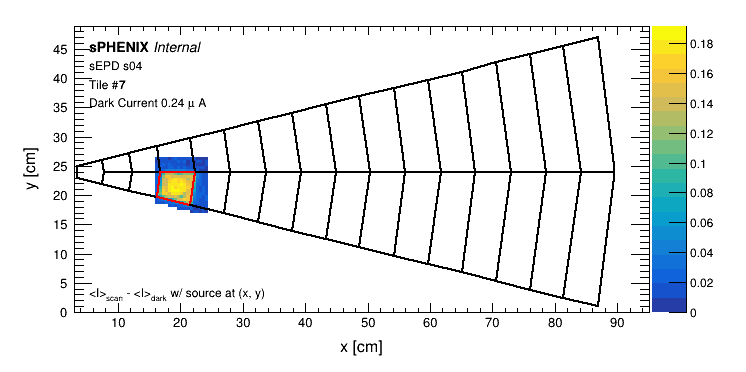 sPHENIX Internal
sEPD s04
Tile #7
Dark Current 0.24 μ A
<I>scan - <I>dark w/ source at (x, y)
y [cm]
45
40
35
30
25
20
15
10
5
0
10 20 30 40 50 60 70 80 90
x [cm]
0.18
0.16
0.14
0.12
0.1
0.08
0.06
0.04
0.02
0